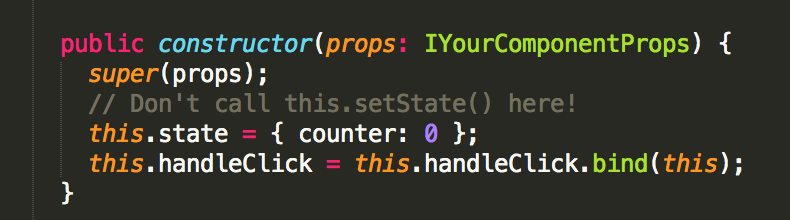 public constructor(props: IYourComponentProps) {
super(props);
// Don't call this.setState() here!
this.state = { counter: 0 };
this.handleClick = this.handleClick.bind(this);
}